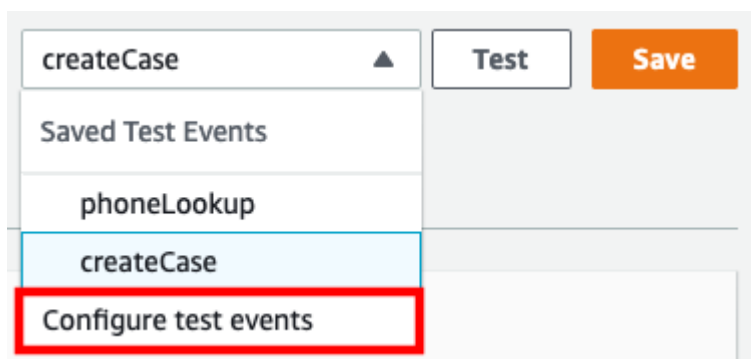 createCase Test Save
Saved Test Events
phoneLookup
createCase
Configure test events